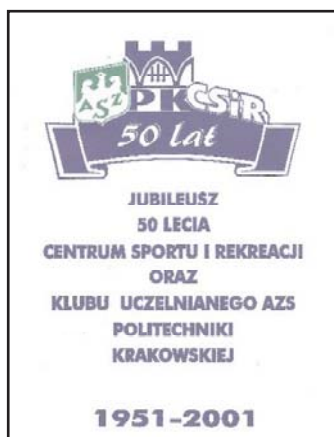 AZS
PK CSiR
50 lat
JUBILEUSZ
50 LECIA
CENTRUM SPORTU I REKREACJI
ORAZ
KLUBU UCZELNIANEGO AZS
POLITECHNIKI
KRAKOWSKIEJ
1951-2001